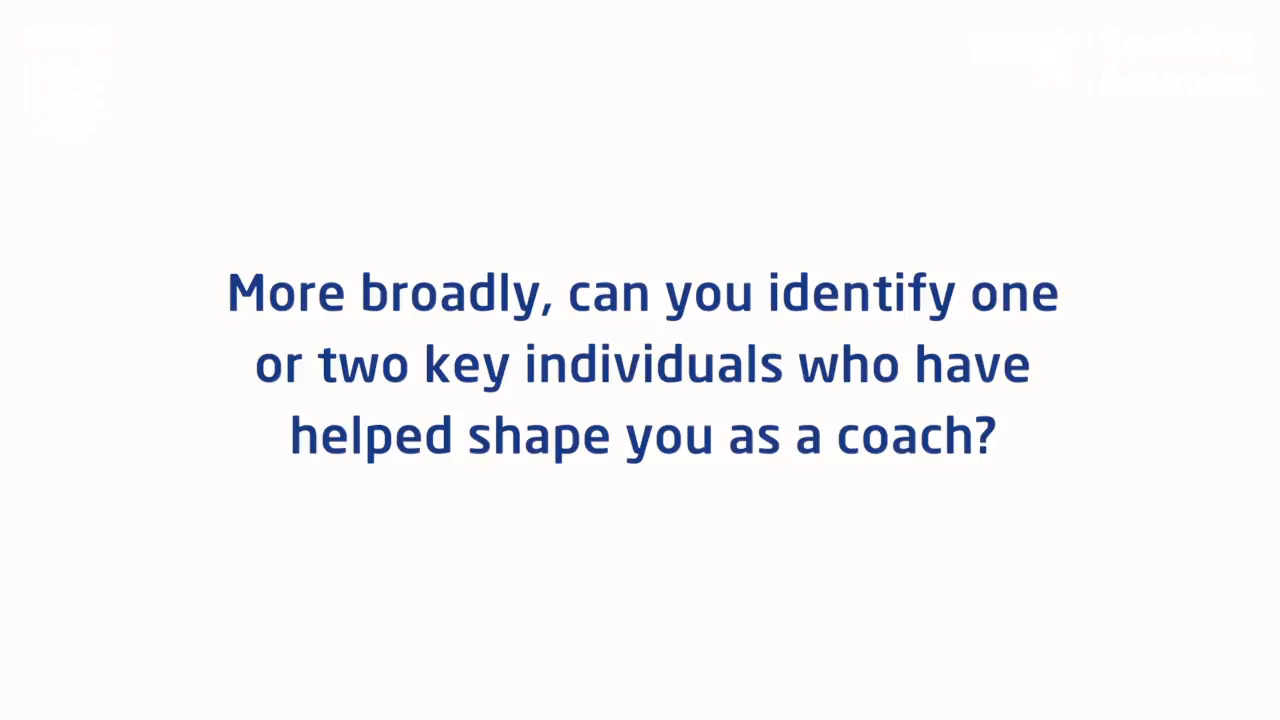 More broadly, can you identify one
or two key individuals who have
helped shape you as a coach?